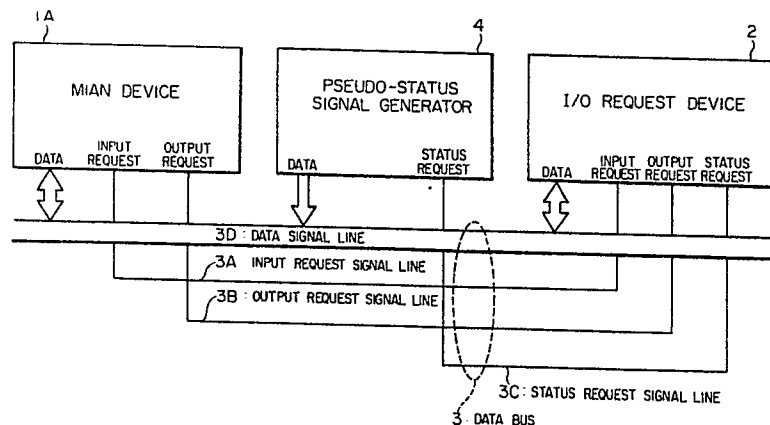 1A
4
2
MIAN DEVICE
PSEUDO-STATUS
SIGNAL GENERATOR
I/O REQUEST DEVICE
DATA
INPUT
REQUEST
OUTPUT
REQUEST
DATA
STATUS
REQUEST
DATA
INPUT
REQUEST
OUTPUT
REQUEST
STATUS
REQUEST
3D : DATA SIGNAL LINE
3A INPUT REQUEST SIGNAL LINE
3B : OUTPUT REQUEST SIGNAL LINE
3C : STATUS REQUEST SIGNAL LINE
3 : DATA BUS